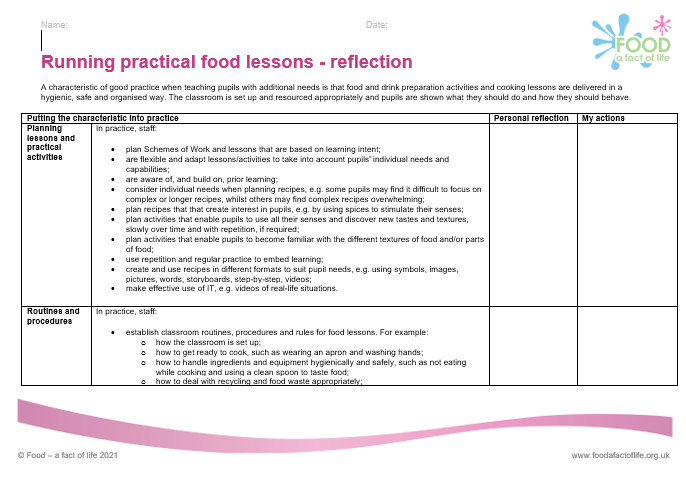 Name:
Date:
FOOD
a fact of life
Running practical food lessons - reflection
A characteristic of good practice when teaching pupils with additional needs is that food and drink preparation activities and cooking lessons are delivered in a
hygienic, safe and organised way. The classroom is set up and resourced appropriately and pupils are shown what they should do and how they should behave.
Putting the characteristic into practice
Personal reflection
My actions
Planning
lessons and
practical
activities
In practice, staff:
• plan Schemes of Work and lessons that are based on learning intent;
• are flexible and adapt lessons/activities to take into account pupils' individual needs and
capabilities;
• are aware of, and build on, prior learning;
• consider individual needs when planning recipes, e.g. some pupils may find it difficult to focus on
complex or longer recipes, whilst others may find complex recipes overwhelming;
• plan recipes that that create interest in pupils, e.g. by using spices to stimulate their senses;
• plan activities that enable pupils to use all their senses and discover new tastes and textures,
slowly over time and with repetition, if required;
• plan activities that enable pupils to become familiar with the different textures of food and/or parts
of food;
• use repetition and regular practice to embed learning;
• create and use recipes in different formats to suit pupil needs, e.g. using symbols, images,
pictures, words, storyboards, step-by-step, videos;
• make effective use of IT, e.g. videos of real-life situations.
Routines and
procedures
In practice, staff:
• establish classroom routines, procedures and rules for food lessons. For example:
o how the classroom is set up;
o how to get ready to cook, such as wearing an apron and washing hands;
o how to handle ingredients and equipment hygienically and safely, such as not eating
while cooking and using a clean spoon to taste food;
o how to deal with recycling and food waste appropriately;
© Food – a fact of life 2021
www.foodafactoflife.org.uk